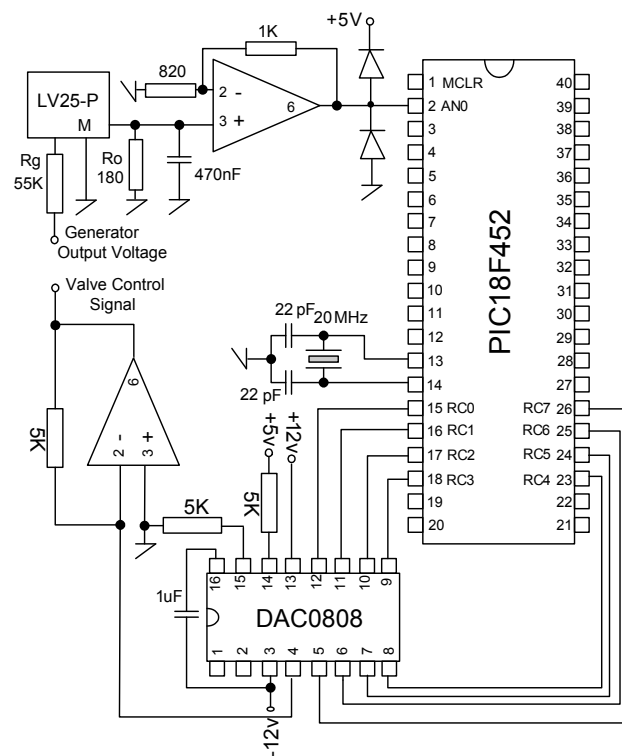 +5V
1K
820
LV25-P
M
2 -
3 +
6
Rg
55K
Ro
180
470nF
Generator
Output Voltage
Valve Control
Signal
1 MCLR
2 AN0
3
4
5
6
7
8
9
10
11
12
13
14
15 RC0
16 RC1
17 RC2
18 RC3
19
20
40
39
38
37
36
35
34
33
32
31
30
29
28
27
RC7 26
RC6 25
RC5 24
RC4 23
22
21
PIC18F452
22 pF
20MHz
22 pF
6
2 -
3 +
5K
5K
+5v
+12v
5K
1uF
16
15
14
13
12
11
10
9
DAC0808
1
2
3
4
5
6
7
8
-12v